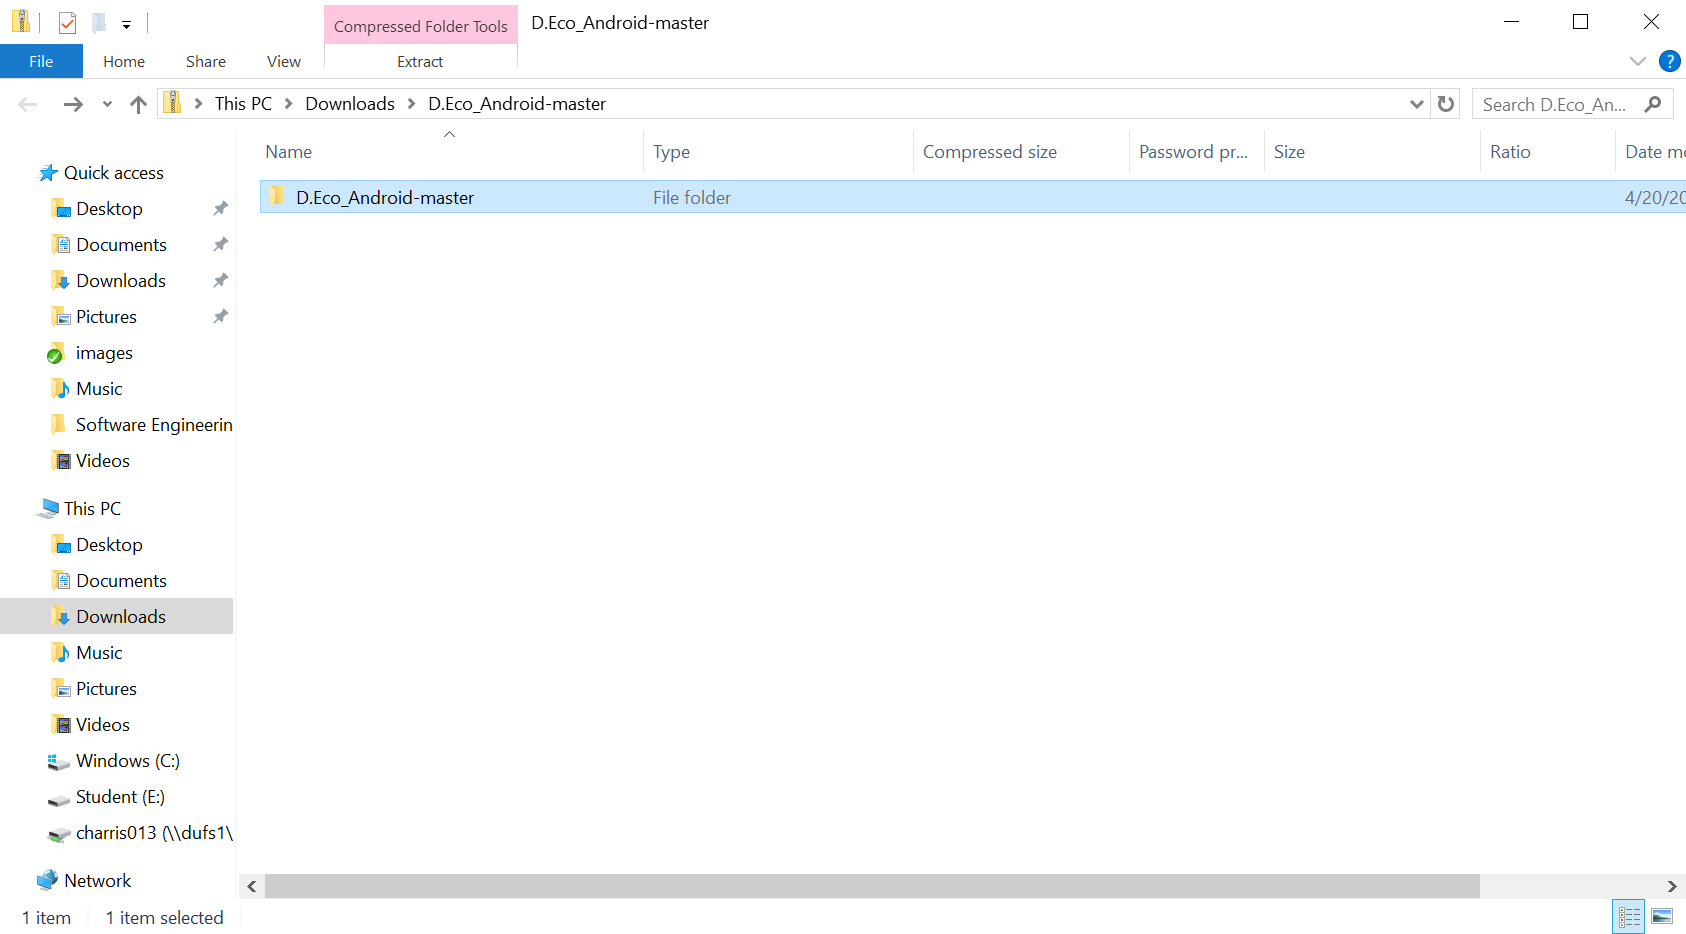 Compressed Folder Tools
D.Eco_Android-master
File
Home
Share
View
Extract
?
This PC
Downloads
D.Eco_Android-master
Search D.Eco_An...
Name
Type
Compressed size
Password pr...
Size
Ratio
Date mo
D.Eco_Android-master
File folder
4/20/20
Quick access
Desktop
Documents
Downloads
Pictures
images
Music
Software Engineerin
Videos
This PC
Desktop
Documents
Downloads
Music
Pictures
Videos
Windows (C:)
Student (E:)
charris013 (\\dufs1\
Network
1 item
1 item selected